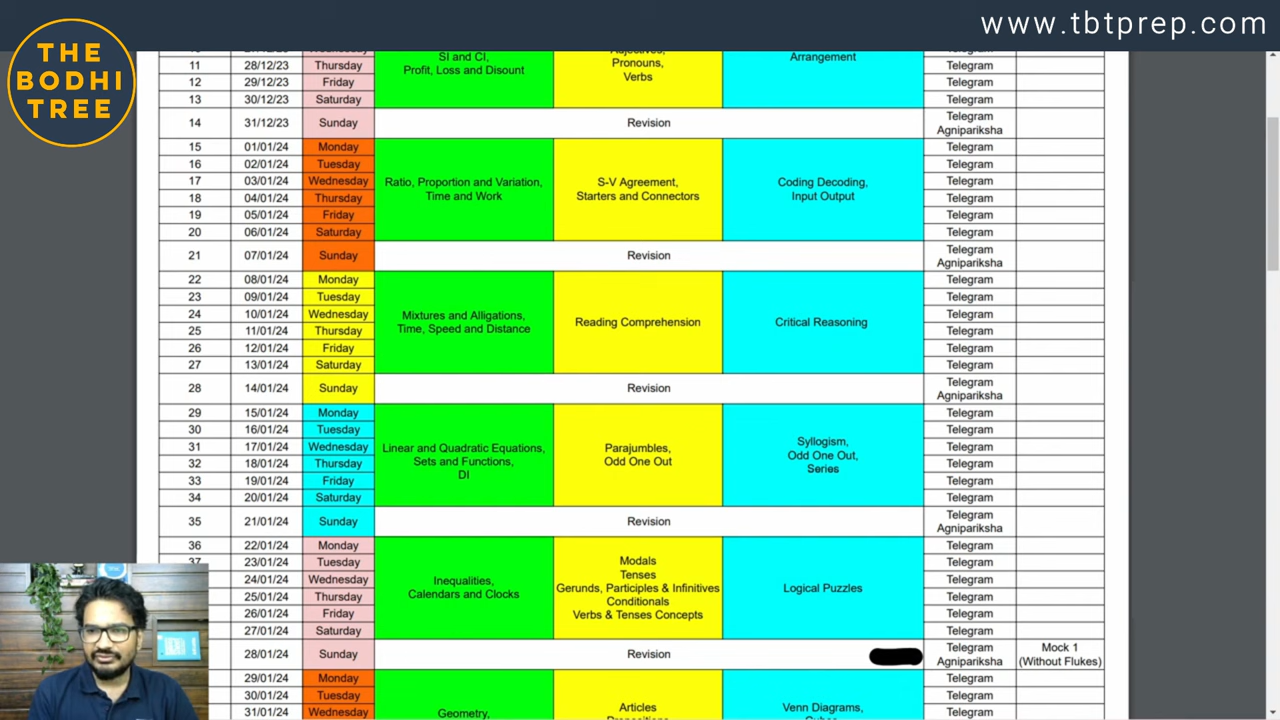 www.tbtprep.com
THE
BODHI
TREE
SI and CI,
Profit, Loss and Disount
Adjectives,
Pronouns,
Verbs
Arrangement
11 28/12/23 Thursday Telegram
12 29/12/23 Friday Telegram
13 30/12/23 Saturday Telegram
14 31/12/23 Sunday Revision Telegram
Agnipariksha
15 01/01/24 Monday Telegram
16 02/01/24 Tuesday Telegram
17 03/01/24 Wednesday Telegram
18 04/01/24 Thursday Telegram
19 05/01/24 Friday Telegram
20 06/01/24 Saturday Telegram
Ratio, Proportion and Variation,
Time and Work
S-V Agreement,
Starters and Connectors
Coding Decoding,
Input Output
21 07/01/24 Sunday Revision Telegram
Agnipariksha
22 08/01/24 Monday Telegram
23 09/01/24 Tuesday Telegram
24 10/01/24 Wednesday Telegram
25 11/01/24 Thursday Telegram
26 12/01/24 Friday Telegram
27 13/01/24 Saturday Telegram
Mixtures and Alligations,
Time, Speed and Distance
Reading Comprehension
Critical Reasoning
28 14/01/24 Sunday Revision Telegram
Agnipariksha
29 15/01/24 Monday Telegram
30 16/01/24 Tuesday Telegram
31 17/01/24 Wednesday Telegram
32 18/01/24 Thursday Telegram
33 19/01/24 Friday Telegram
34 20/01/24 Saturday Telegram
Linear and Quadratic Equations,
Sets and Functions,
DI
Parajumbles,
Odd One Out
Syllogism,
Odd One Out,
Series
35 21/01/24 Sunday Revision Telegram
Agnipariksha
36 22/01/24 Monday Telegram
37 23/01/24 Tuesday Telegram
24/01/24 Wednesday Telegram
25/01/24 Thursday Telegram
26/01/24 Friday Telegram
27/01/24 Saturday Telegram
Inequalities,
Calendars and Clocks
Modals
Tenses
Gerunds, Participles & Infinitives
Conditionals
Verbs & Tenses Concepts
Logical Puzzles
28/01/24 Sunday Revision Telegram
Agnipariksha
Mock 1
(Without Flukes)
29/01/24 Monday Telegram
30/01/24 Tuesday Telegram
31/01/24 Wednesday Telegram
Geometry,
Articles
Venn Diagrams,